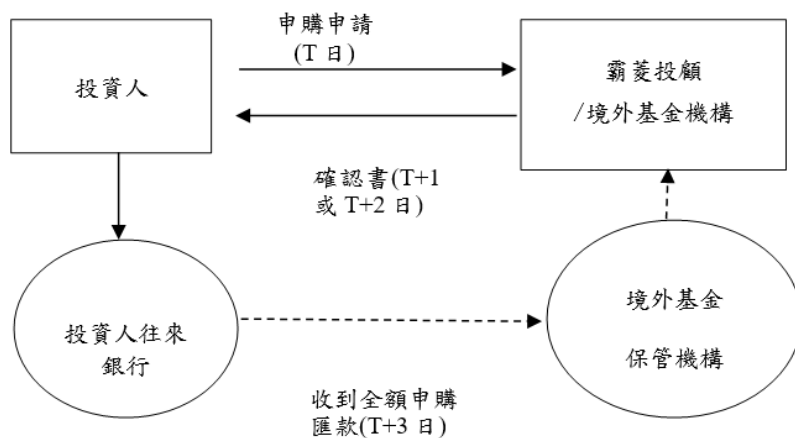 申購申請
(T 日)
投資人
霸菱投顧
/境外基金機構
確認書(T+1
或 T+2 日)
投資人往來
銀行
境外基金
保管機構
收到全額申購
匯款(T+3 日)